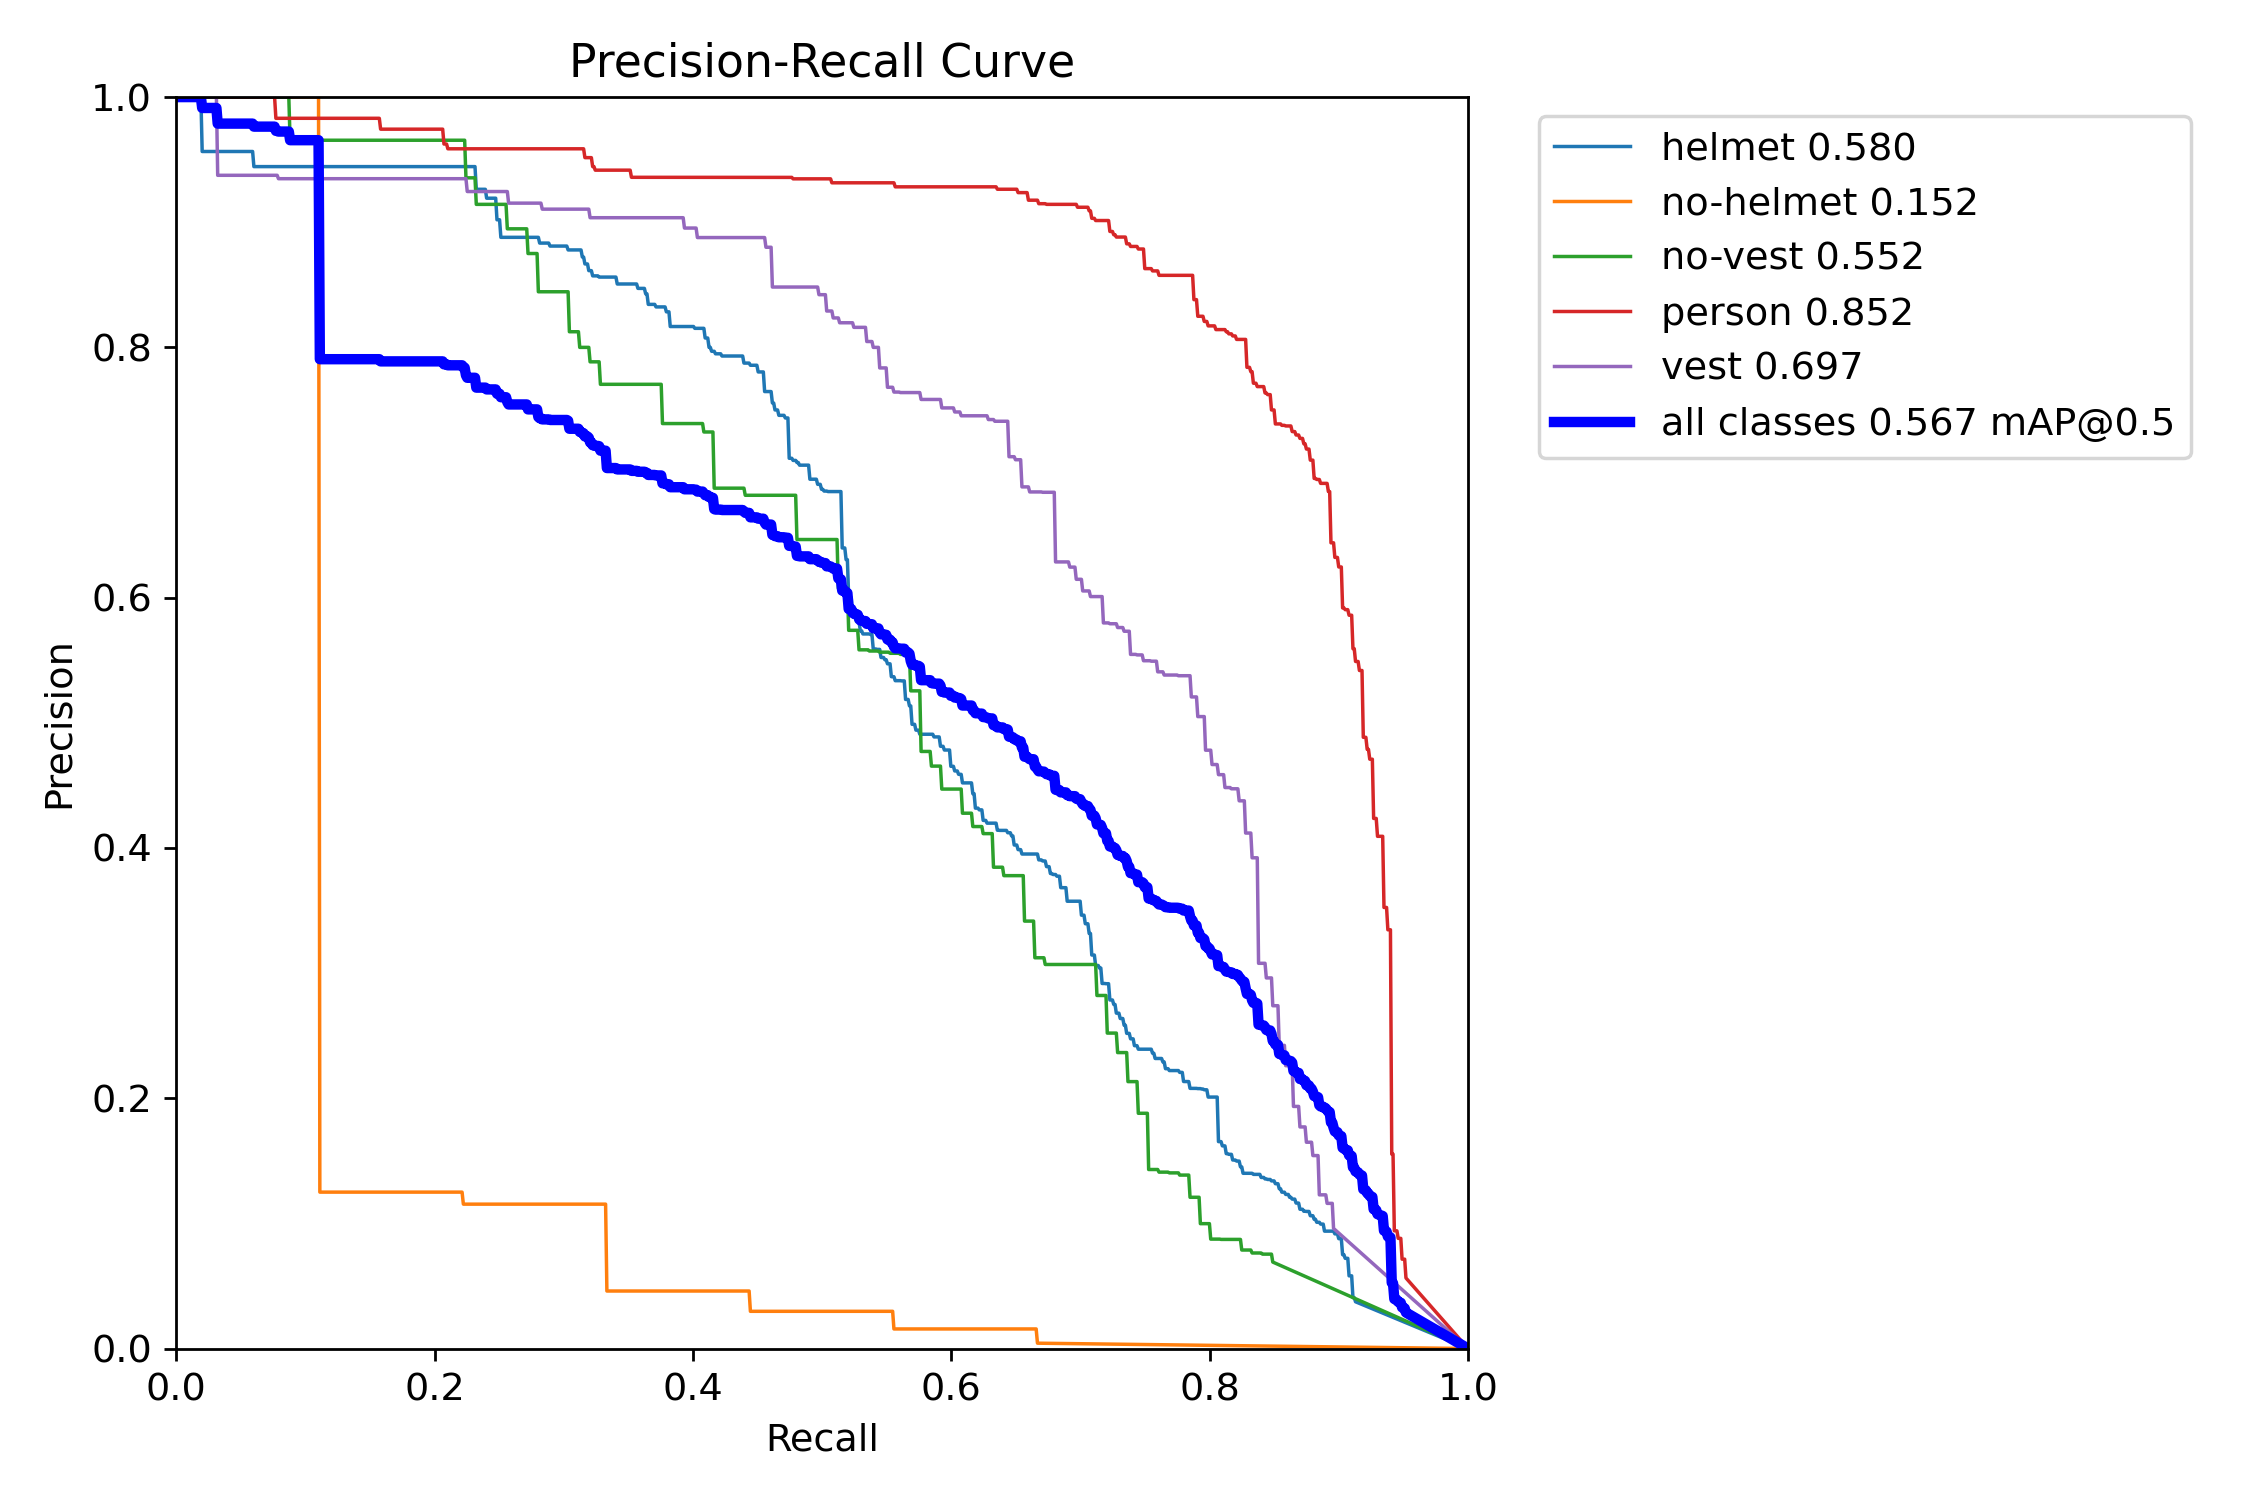 Precision-Recall Curve
1.0
0.8
0.6
0.4
0.2
0.0
Precision
0.0 0.2 0.4 0.6 0.8 1.0
Recall
helmet 0.580
no-helmet 0.152
no-vest 0.552
person 0.852
vest 0.697
all classes 0.567 mAP@0.5